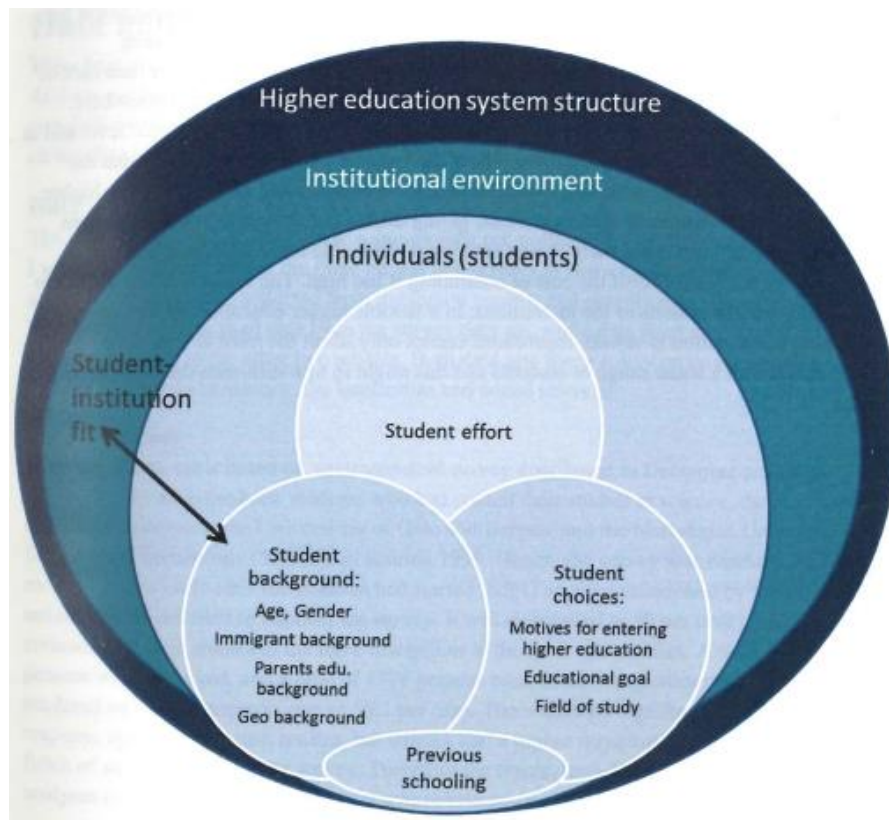 Higher education system structure
Institutional environment
Individuals (students)
Student-
institution
fit
Student effort
Student
background:
Age, Gender
Immigrant background
Parents edu.
background
Geo background
Student
choices:
Motives for entering
higher education
Educational goal
Field of study
Previous
schooling